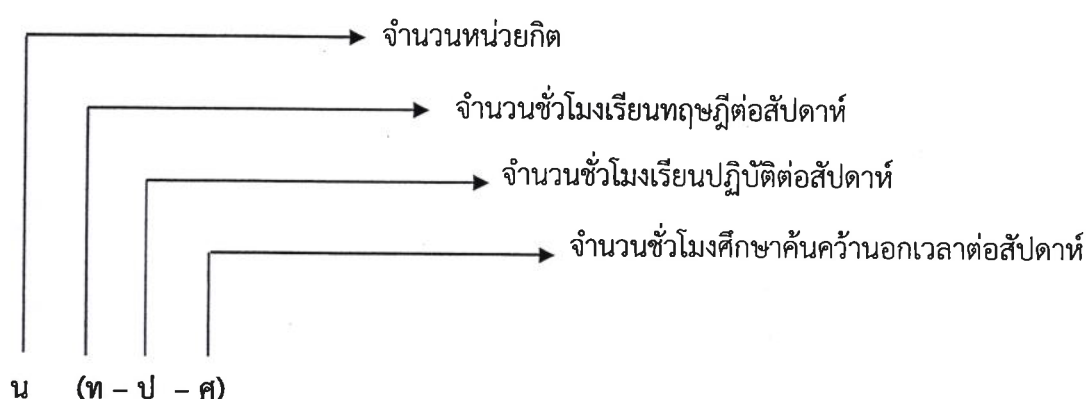 จำนวนหน่วยกิต
จำนวนชั่วโมงเรียนทฤษฎีต่อสัปดาห์
จำนวนชั่วโมงเรียนปฏิบัติต่อสัปดาห์
จำนวนชั่วโมงศึกษาค้นคว้านอกเวลาต่อสัปดาห์
น (ท – ป – ศ)